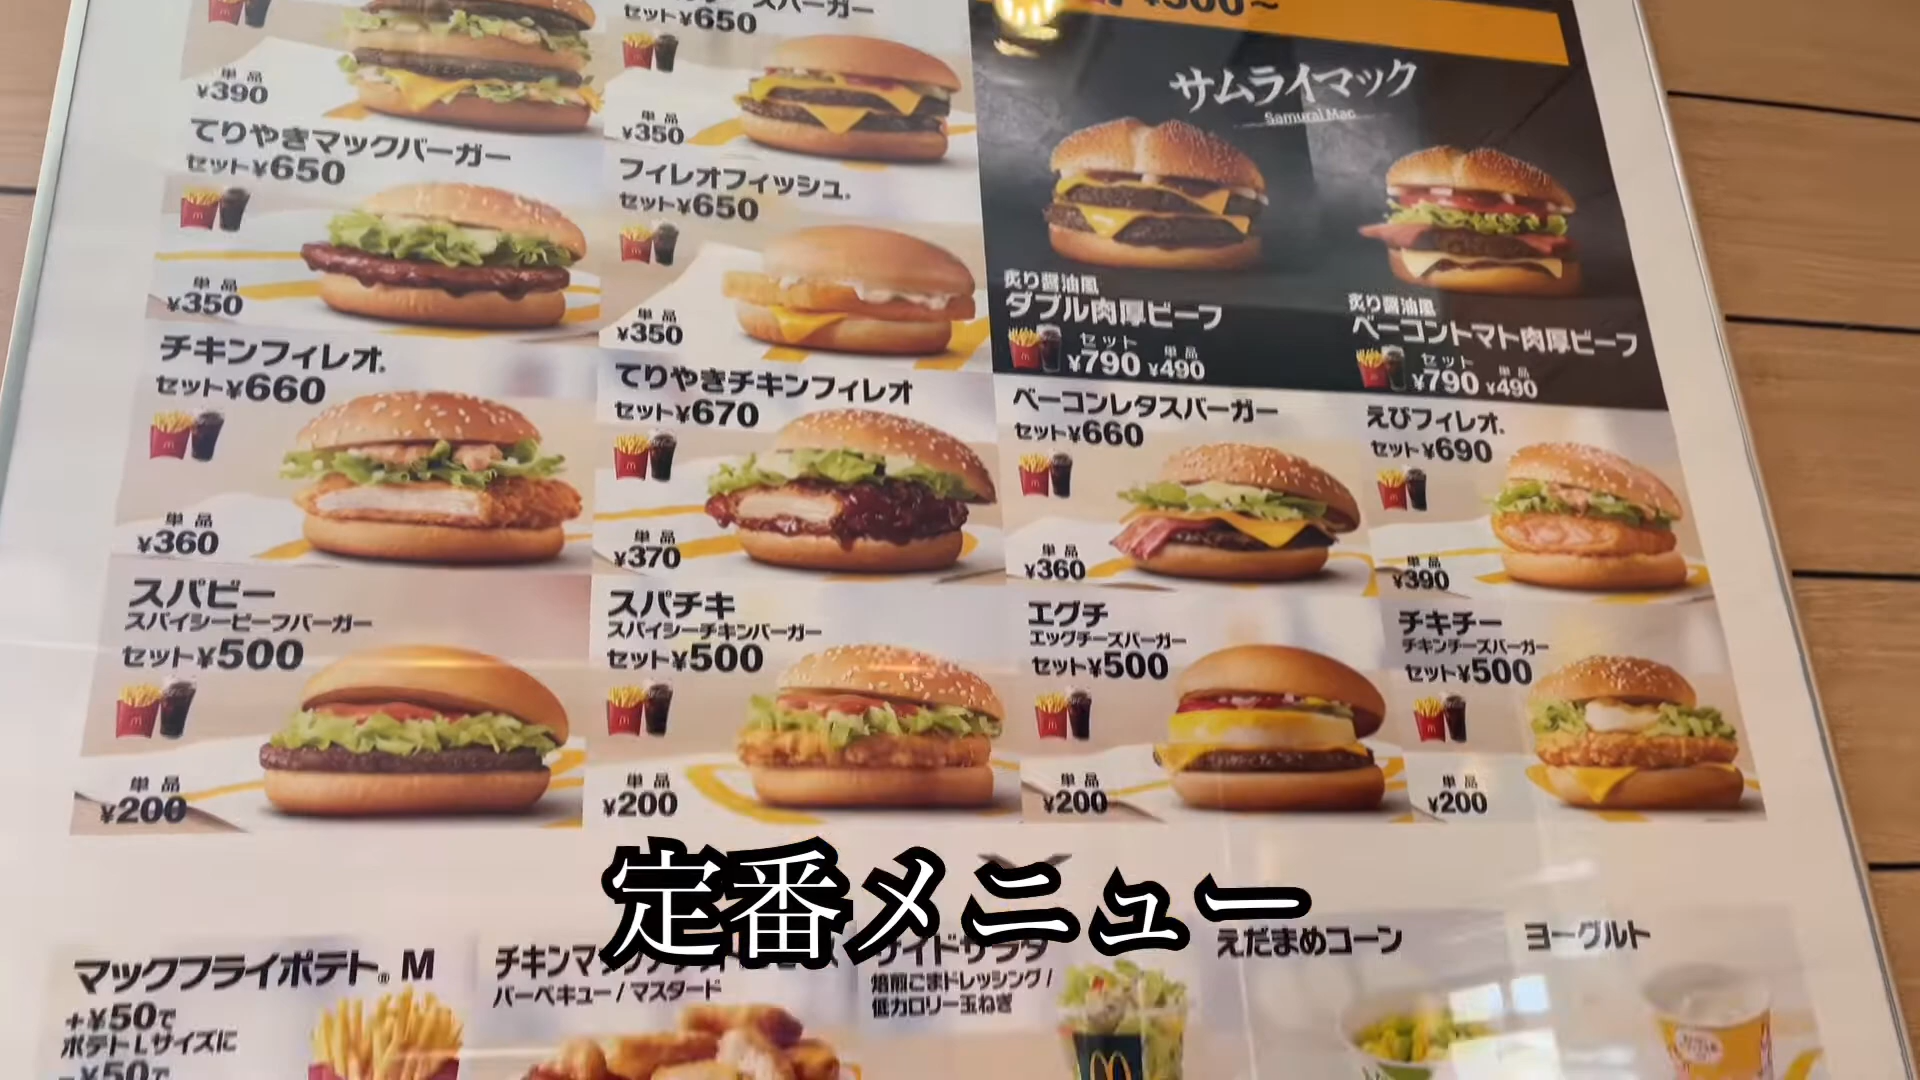 セット¥650
単品
¥390
単品
¥350
てりやきマックバーガー
セット¥650
単品
¥350
フィレオフィッシュ®
セット¥650
単品
¥350
サムライマック
Samurai Mac
炙り醤油風
ダブル肉厚ビーフ
セット
¥790
単品
¥490
炙り醤油風
ベーコントマト肉厚ビーフ
セット
¥790
単品
¥490
チキンフィレオ®
セット¥660
単品
¥360
てりやきチキンフィレオ
セット¥670
単品
¥370
ベーコンレタスバーガー
セット¥660
単品
¥360
えびフィレオ®
セット¥690
単品
¥390
スパビー
スパイシービーフバーガー
セット¥500
単品
¥200
スパチキ
スパイシーチキンバーガー
セット¥500
単品
¥200
エグチ
エッグチーズバーガー
セット¥500
単品
¥200
チキチー
チキンチーズバーガー
セット¥500
単品
¥200
定番メニュー
マックフライポテト® M
+¥50で
ポテトLサイズに
バーベキュー / マスタード
サイドサラダ
焙煎ごまドレッシング /
低カロリー玉ねぎ
えだまめコーン
ヨーグルト